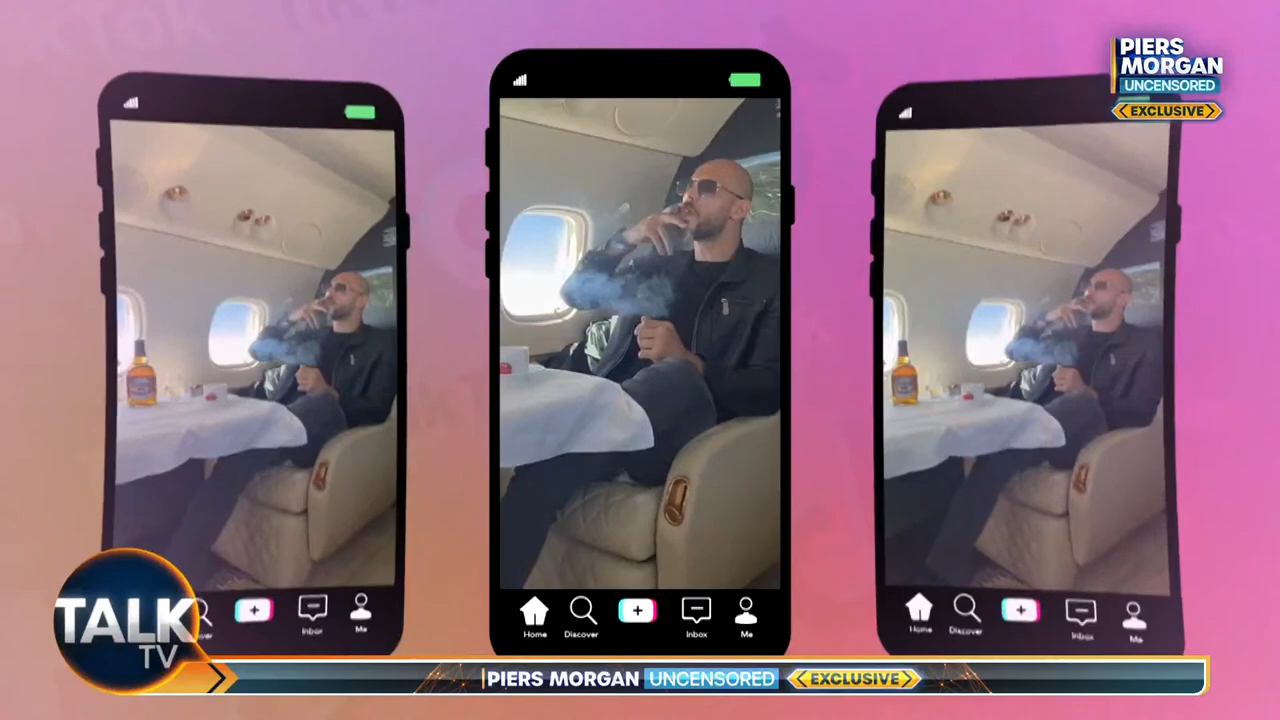 PIERS
MORGAN
UNCENSORED
EXCLUSIVE
Home
Discover
Inbox
Me
Inbox
Me
Home
Discover
Inbox
Me
TALK
TV
PIERS MORGAN UNCENSORED EXCLUSIVE